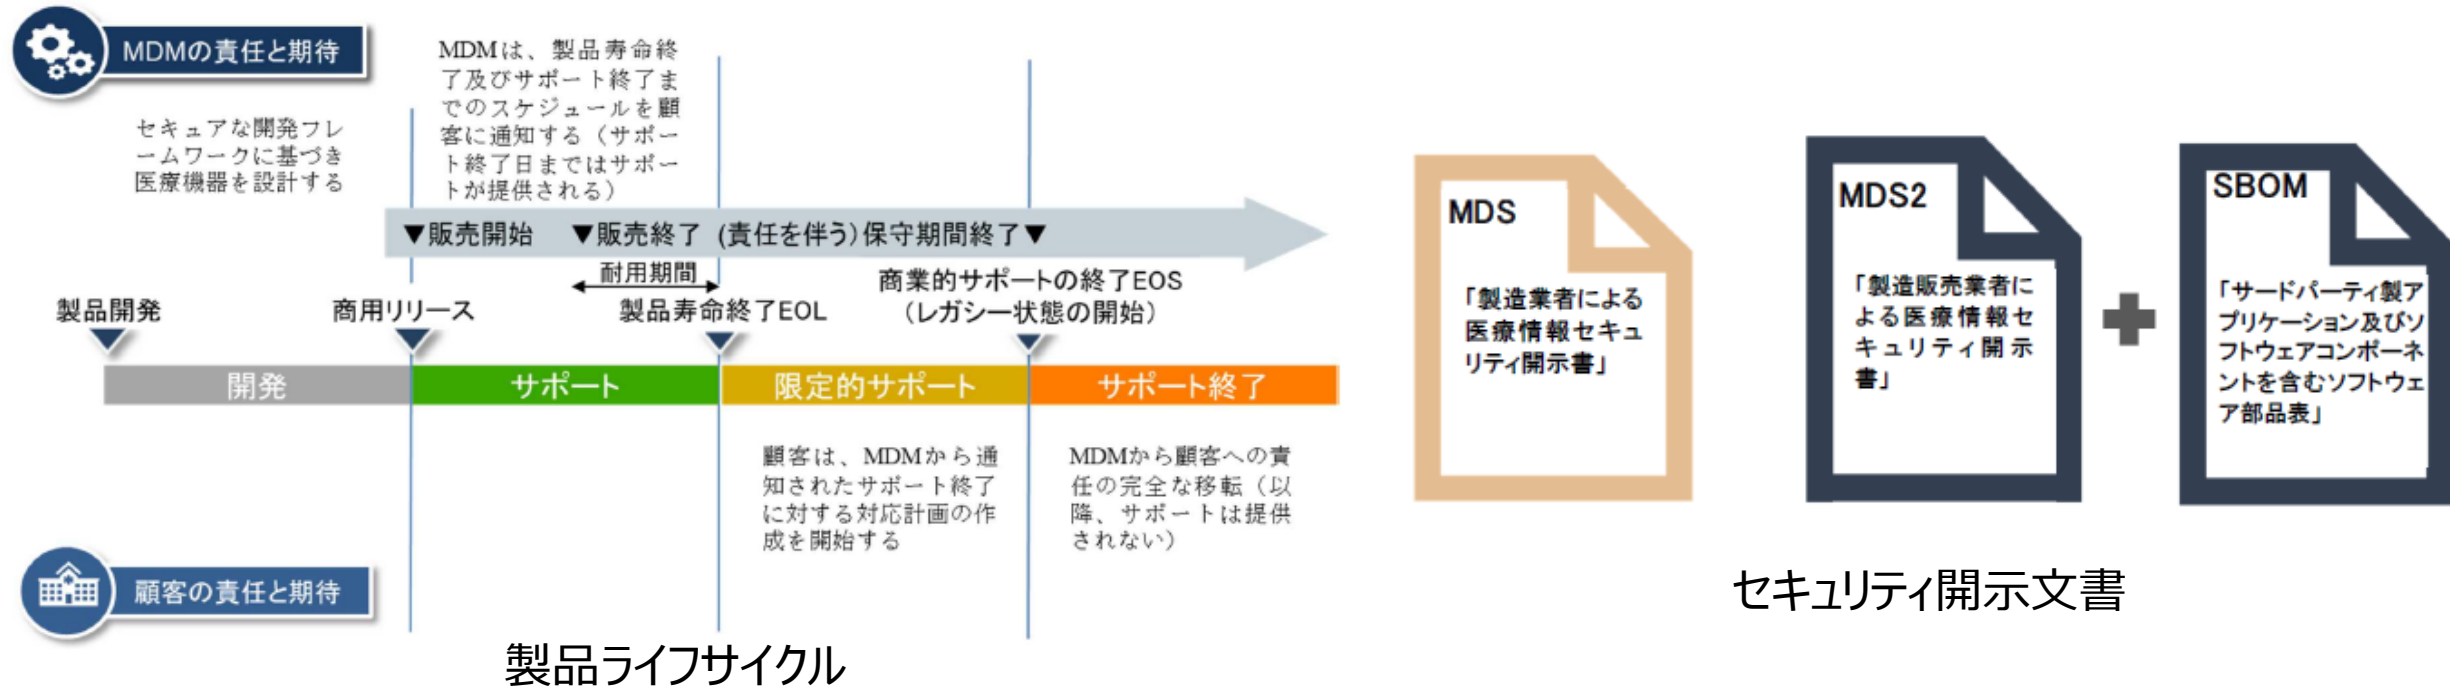 MDMの責任と期待
セキュアな開発フレ
ームワークに基づき
医療機器を設計する
MDMは、製品寿命終
了及びサポート終了ま
でのスケジュールを顧
客に通知する（サポー
ト終了日まではサポー
トが提供される）
▼販売開始 ▼販売終了 (責任を伴う)保守期間終了▼
耐用期間
製品開発
商用リリース
製品寿命終了EOL
商業的サポートの終了EOS
（レガシー状態の開始）
開発 サポート 限定的サポート サポート終了
顧客は、MDMから通
知されたサポート終了
に対する対応計画の作
成を開始する
MDMから顧客への責
任の完全な移転（以
降、サポートは提供
されない）
顧客の責任と期待
製品ライフサイクル
MDS
「製造業者による
医療情報セキュ
リティ開示書」
MDS2
「製造販売業者に
よる医療情報セ
キュリティ開示
書」
SBOM
「サードパーティ製ア
プリケーション及びソ
フトウェアコンポーネ
ントを含むソフトウェ
ア部品表」
セキュリティ開示文書